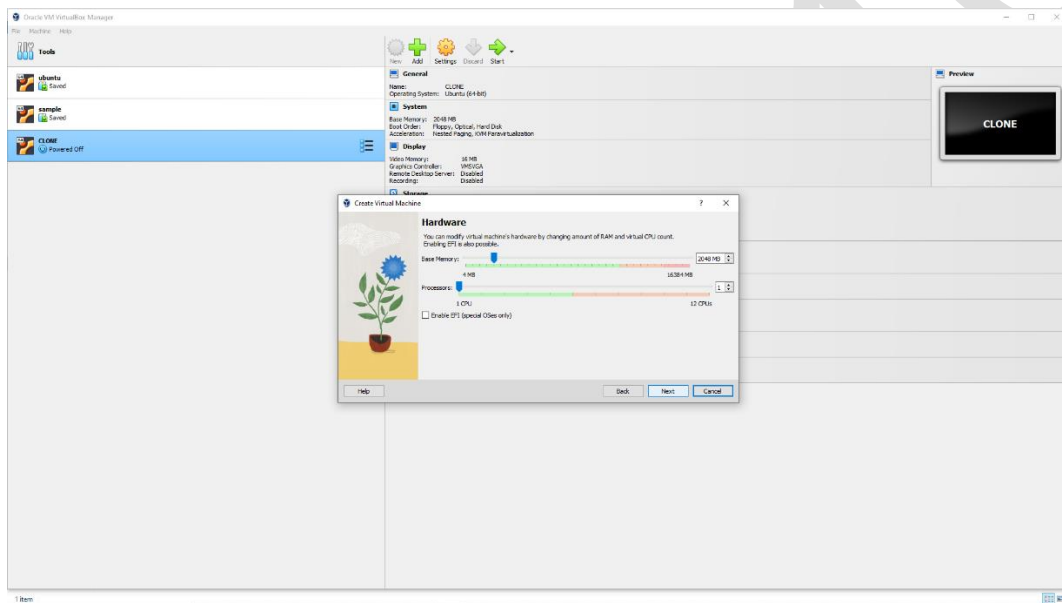 Oracle VM VirtualBox Manager
File Machine Help
Tools
ubuntu
Saved
sample
Saved
CLONE
Powered Off
New Add Settings Discard Start
General
Name: CLONE
Operating System: Ubuntu (64-bit)
System
Base Memory: 2048 MB
Boot Order: Floppy, Optical, Hard Disk
Acceleration: Nested Paging, KVM Paravirtualization
Display
Video Memory: 16 MB
Graphics Controller: VMSVGA
Remote Desktop Server: Disabled
Recording: Disabled
Storage
Preview
CLONE
Create Virtual Machine
Hardware
You can modify virtual machine's hardware by changing amount of RAM and virtual CPU count.
Enabling EFI is also possible.
Base Memory: 2048 MB
4 MB 16384 MB
Processors: 1
1 CPU 12 CPUs
Enable EFI (special OSes only)
Help Back Next Cancel
1 item